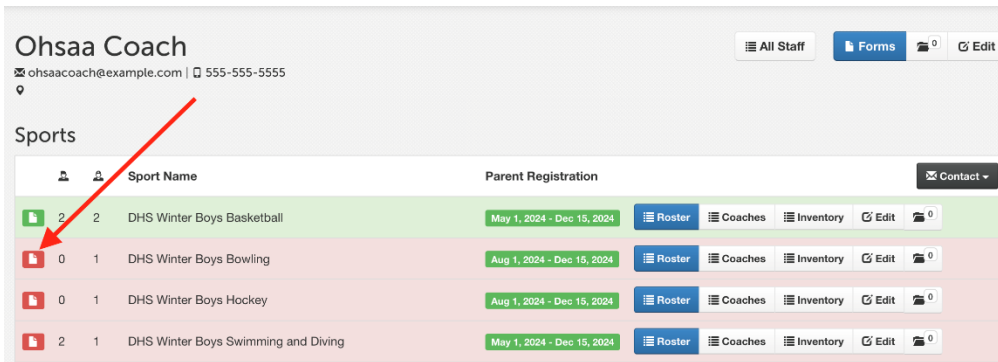 Ohsaa Coach
All Staff Forms 0 Edit
ohsaacoach@example.com | 555-555-5555
Sports
Sport Name Parent Registration Contact
2 2 DHS Winter Boys Basketball May 1, 2024 - Dec 15, 2024 Roster Coaches Inventory Edit 0
0 1 DHS Winter Boys Bowling Aug 1, 2024 - Dec 15, 2024 Roster Coaches Inventory Edit 0
0 1 DHS Winter Boys Hockey Aug 1, 2024 - Dec 15, 2024 Roster Coaches Inventory Edit 0
2 1 DHS Winter Boys Swimming and Diving May 1, 2024 - Dec 15, 2024 Roster Coaches Inventory Edit 0